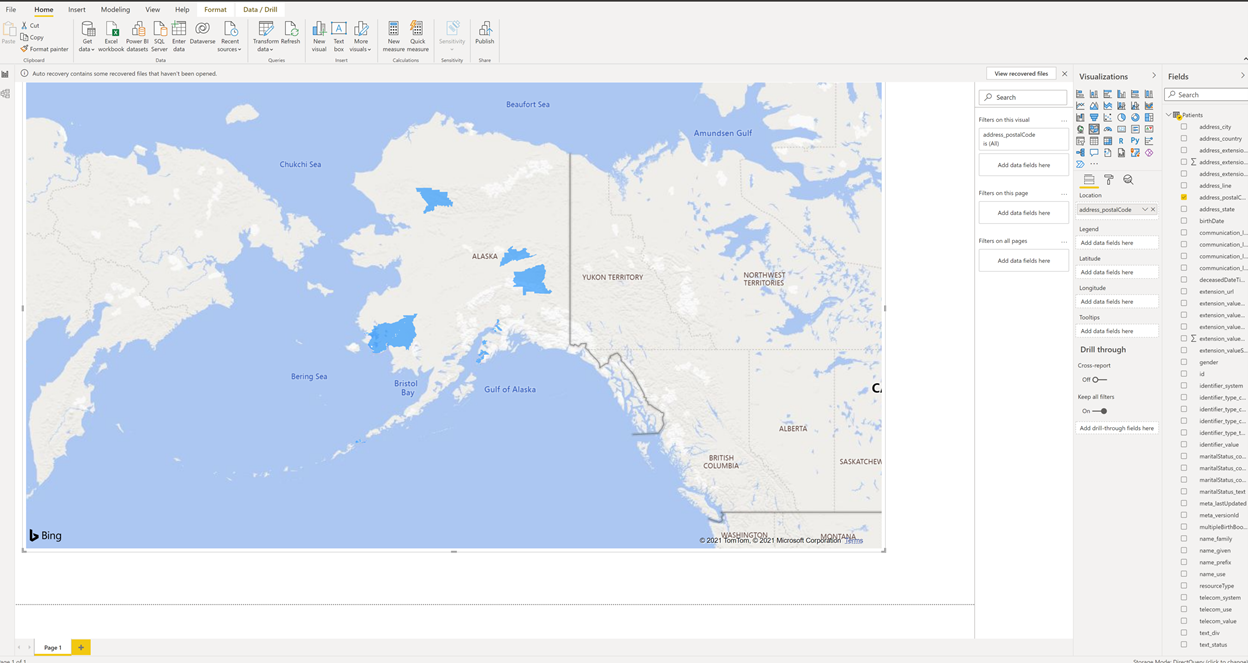 File
Home
Insert
Modeling
View
Help
Format
Data / Drill
Paste
Cut
Copy
Format painter
Clipboard
Get data
Excel workbook
Power BI datasets
SQL Server
Enter data
Dataverse
Recent sources
Data
Transform data
Refresh
Queries
New visual
Text box
More visuals
Insert
New measure
Quick measure
Calculations
Sensitivity
Sensitivity
Publish
Share
Auto recovery contains some recovered files that haven't been opened.
View recovered files
Beaufort Sea
Amundsen Gulf
Chukchi Sea
ALASKA
YUKON TERRITORY
NORTHWEST
TERRITORIES
Bering Sea
Bristol
Bay
Gulf of Alaska
ALBERTA
BRITISH
COLUMBIA
SASKATCHEW
WASHINGTON
MONTANA
Bing
© 2021 TomTom, © 2021 Microsoft Corporation Terms
Search
Filters on this visual
address_postalCode
is (All)
Add data fields here
Filters on this page
Add data fields here
Filters on all pages
Add data fields here
Visualizations
Location
address_postalCode
Legend
Add data fields here
Latitude
Add data fields here
Longitude
Add data fields here
Tooltips
Add data fields here
Drill through
Cross-report
Off
Keep all filters
On
Add drill-through fields here
Fields
Search
Patients
address_city
address_country
address_extensio...
address_extensio...
address_extensio...
address_line
address_postalC...
address_state
birthDate
communication_l...
communication_l...
communication_l...
communication_l...
deceasedDateTi...
extension_url
extension_value...
extension_value...
extension_value...
extension_value...
extension_valueS...
gender
id
identifier_system
identifier_type_c...
identifier_type_c...
identifier_type_c...
identifier_type_t...
identifier_value
maritalStatus_co...
maritalStatus_co...
maritalStatus_co...
maritalStatus_text
meta_lastUpdated
meta_versionId
multipleBirthBoo...
name_family
name_given
name_prefix
name_use
resourceType
telecom_system
telecom_use
telecom_value
text_div
text_status
Page 1
Storage Mode: DirectQuery (click to change)